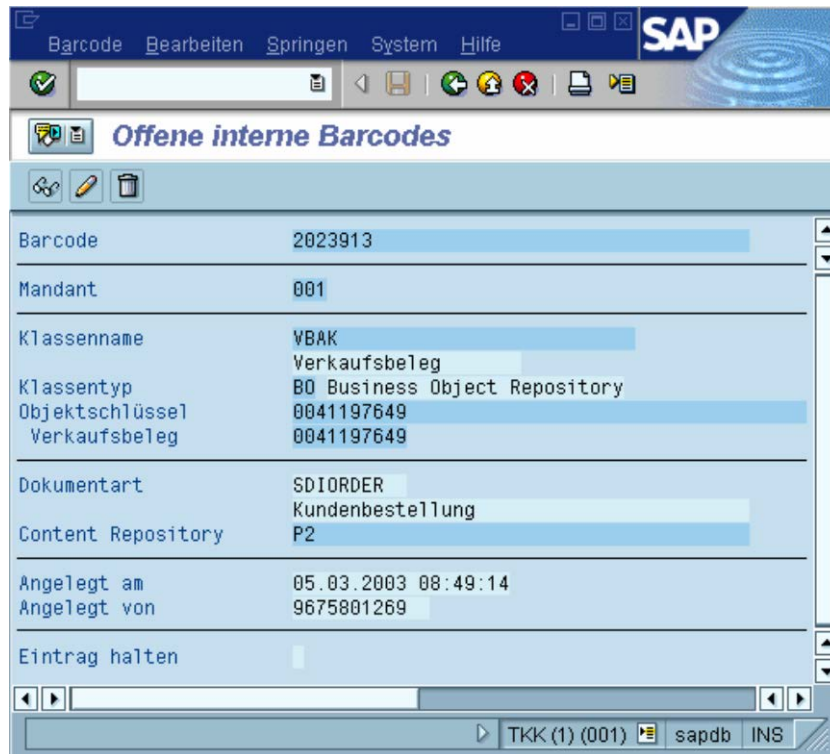 Barcode Bearbeiten Springen System Hilfe
SAP
Offene interne Barcodes
Barcode 2023913
Mandant 001
Klassenname VBAK
Verkaufsbeleg
Klassentyp BO Business Object Repository
Objektschlüssel 0041197649
Verkaufsbeleg 0041197649
Dokumentart SDIORDER
Kundenbestellung
Content Repository P2
Angelegt am 05.03.2003 08:49:14
Angelegt von 9675801269
Eintrag halten
TKK (1) (001) sapdb INS